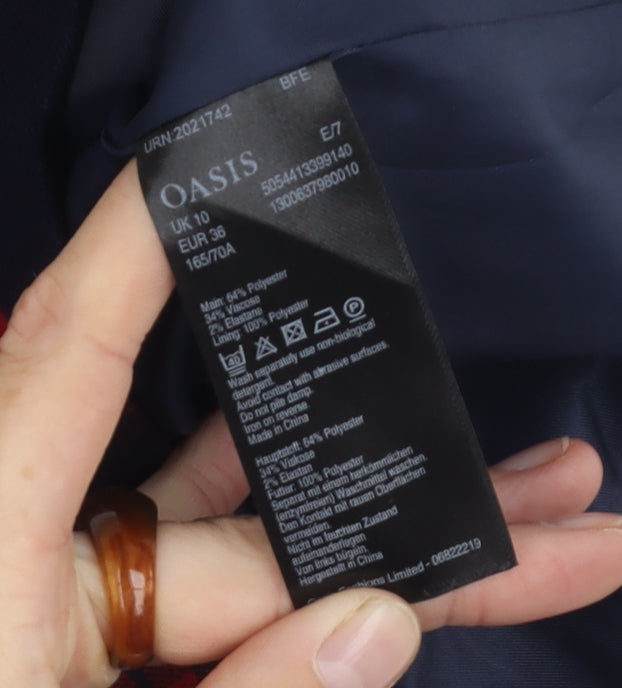 BFE
URN:2021742
E/7
OASIS
5054413399140
UK 10
1300637980010
EUR 36
165/70A
Main: 64% Polyester
34% Viscose
2% Elastane
Lining: 100% Polyester
40
P
Wash separately use non-biological
detergent.
Avoid contact with abrasive surfaces.
Do not pile damp.
Iron on reverse
Made in China
Hauptstoff: 64% Polyester
34% Viscose
2% Elastan
Futter: 100% Polyester
Separat mit einem herkömmlichen
(enzymfreien) Waschmittel waschen.
Den Kontakt mit rauen Oberflächen
vermeiden.
Nicht im feuchten Zustand
aufeinanderlegen
Von links bügeln.
Hergestellt in China
Fashions Limited - 06822219